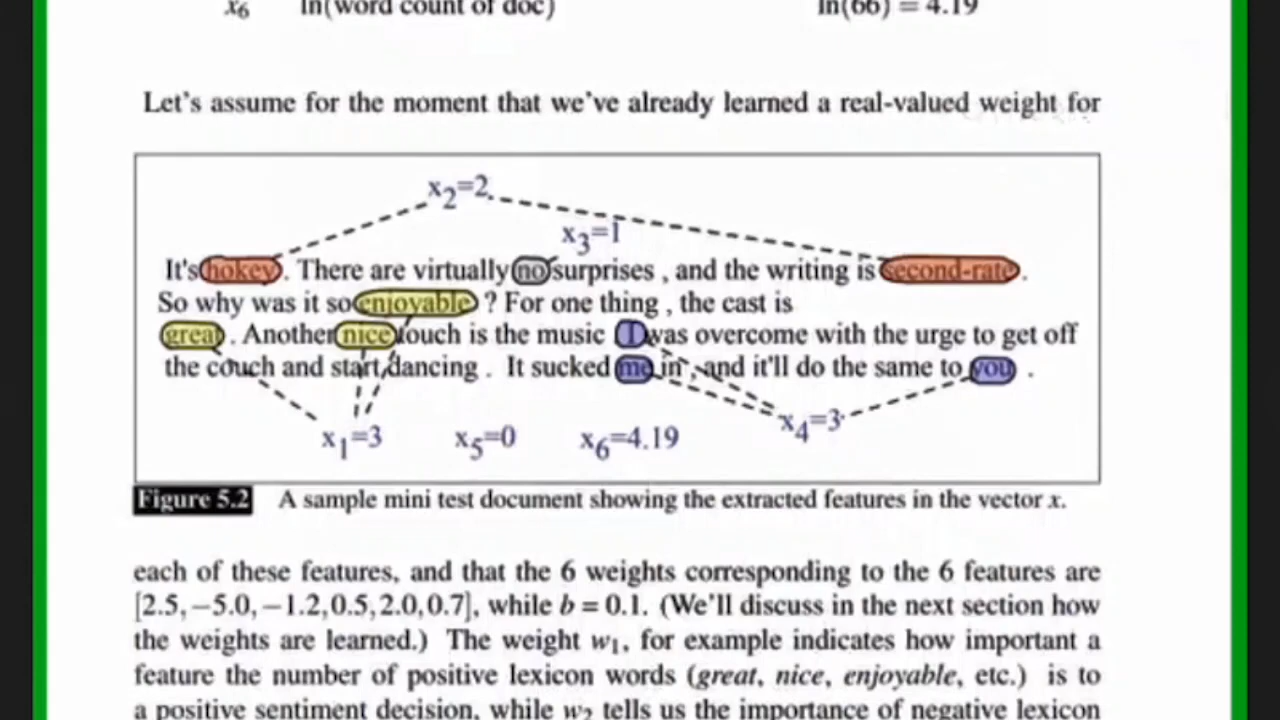 x6 ln(word count of doc) ln(66) = 4.19
Let's assume for the moment that we've already learned a real-valued weight for
x2=2
x3=1
It's hokey . There are virtually no surprises , and the writing is second-rate .
So why was it so enjoyable ? For one thing , the cast is
great . Another nice touch is the music I was overcome with the urge to get off
the couch and start dancing . It sucked me in , and it'll do the same to you .
x1=3 x5=0 x6=4.19 x4=3
Figure 5.2 A sample mini test document showing the extracted features in the vector x.
each of these features, and that the 6 weights corresponding to the 6 features are
[2.5, −5.0, −1.2, 0.5, 2.0, 0.7], while b = 0.1. (We'll discuss in the next section how
the weights are learned.) The weight w1, for example indicates how important a
feature the number of positive lexicon words (great, nice, enjoyable, etc.) is to
a positive sentiment decision, while w2 tells us the importance of negative lexicon